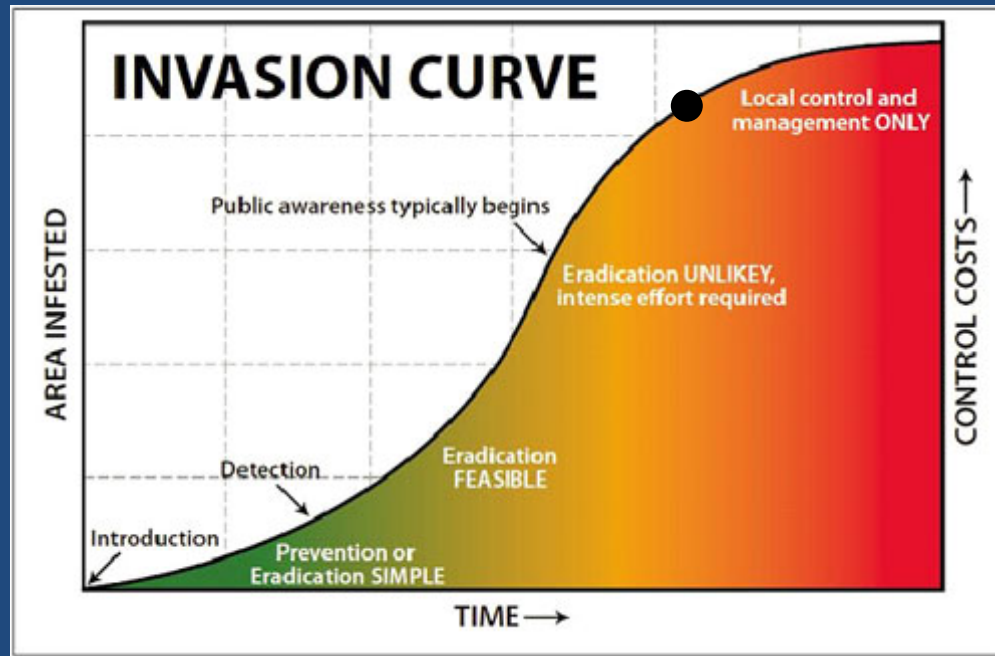 INVASION CURVE
Local control and
management ONLY
Public awareness typically begins
Eradication UNLIKEY,
intense effort required
AREA INFESTED
CONTROL COSTS
Detection
Eradication
FEASIBLE
Introduction
Prevention or
Eradication SIMPLE
TIME